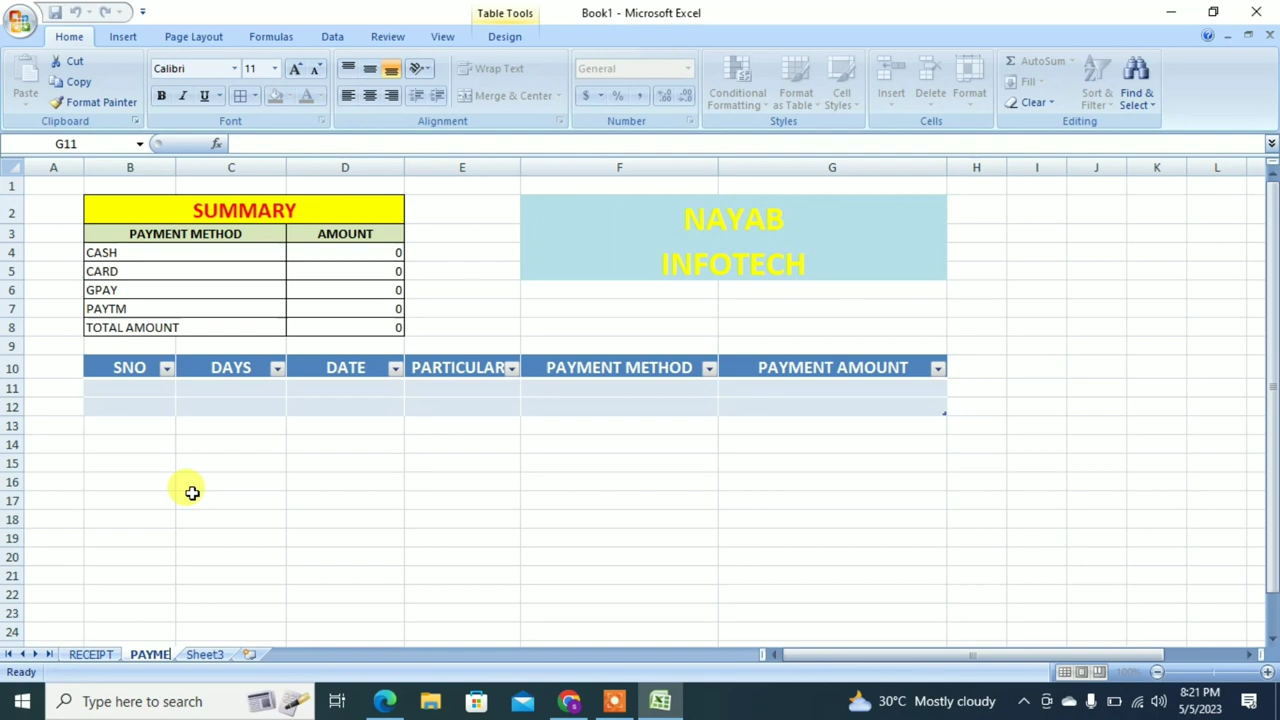 Table Tools
Book1 - Microsoft Excel
Home Insert Page Layout Formulas Data Review View Design
Paste
Cut
Copy
Format Painter
Clipboard
Calibri 11
B I U
Font
Wrap Text
Merge & Center
Alignment
General
$ % ,
Number
Conditional Formatting
Format as Table
Cell Styles
Styles
Insert
Delete
Format
Cells
AutoSum
Fill
Clear
Sort & Filter
Find & Select
Editing
G11
fx
A B C D E F G H I J K L
1
2 SUMMARY NAYAB
3 PAYMENT METHOD AMOUNT
4 CASH 0
5 CARD 0 INFOTECH
6 GPAY 0
7 PAYTM 0
8 TOTAL AMOUNT 0
9
10 SNO DAYS DATE PARTICULAR PAYMENT METHOD PAYMENT AMOUNT
11
12
13
14
15
16
17
18
19
20
21
22
23
24
RECEIPT PAYME Sheet3
Ready
100%
Type here to search
30°C Mostly cloudy
8:21 PM
5/5/2023